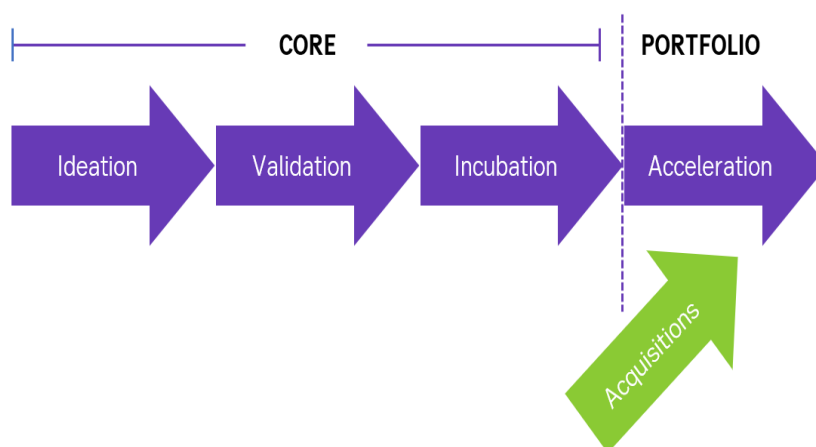 CORE
PORTFOLIO
Ideation
Validation
Incubation
Acceleration
Acquisitions